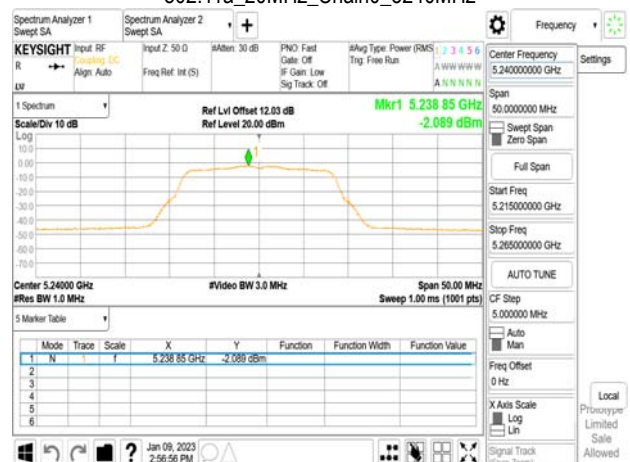 802.11a_20MHz_Chain0_5240MHz
Spectrum Analyzer 1
Swept SA
Spectrum Analyzer 2
Swept SA
+
Frequency
KEYSIGHT
R
LXI
Input: RF
Coupling: DC
Align: Auto
Input Z: 50 Ω
Freq Ref: Int (S)
#Atten: 30 dB
PNO: Fast
Gate: Off
IF Gain: Low
Sig Track: Off
#Avg Type: Power (RMS
Trig: Free Run
1 2 3 4 5 6
A W W W W W
A N N N N N
Center Frequency
5.240000000 GHz
Settings
Span
50.0000000 MHz
Swept Span
Zero Span
Full Span
Start Freq
5.215000000 GHz
Stop Freq
5.265000000 GHz
AUTO TUNE
CF Step
5.000000 MHz
Auto
Man
Freq Offset
0 Hz
X Axis Scale
Log
Lin
Signal Track
Local
Prototype
Limited
Sale
Allowed
1 Spectrum
Scale/Div 10 dB
Log
Ref Lvl Offset 12.03 dB
Ref Level 20.00 dBm
Mkr1 5.238 85 GHz
-2.089 dBm
1
10.0
0.00
-10.0
-20.0
-30.0
-40.0
-50.0
-60.0
-70.0
Center 5.24000 GHz
#Res BW 1.0 MHz
#Video BW 3.0 MHz
Span 50.00 MHz
Sweep 1.00 ms (1001 pts)
5 Marker Table
Mode Trace Scale X Y Function Function Width Function Value
1 N 1 f 5.238 85 GHz -2.089 dBm
2
3
4
5
6
?
Jan 09, 2023
2:56:56 PM